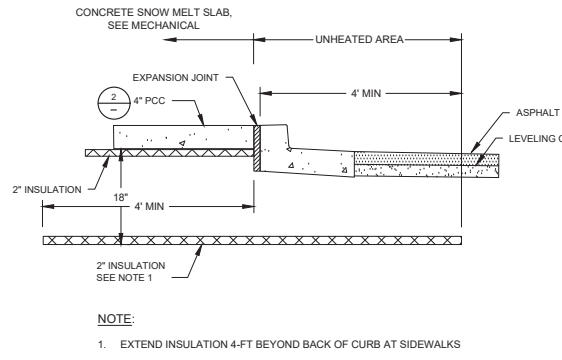 CONCRETE SNOW MELT SLAB,
SEE MECHANICAL
UNHEATED AREA
EXPANSION JOINT
4' MIN
2
–
4" PCC
ASPHALT
LEVELING
2" INSULATION
18"
4' MIN
2" INSULATION
SEE NOTE 1
NOTE:
1. EXTEND INSULATION 4-FT BEYOND BACK OF CURB AT SIDEWALKS